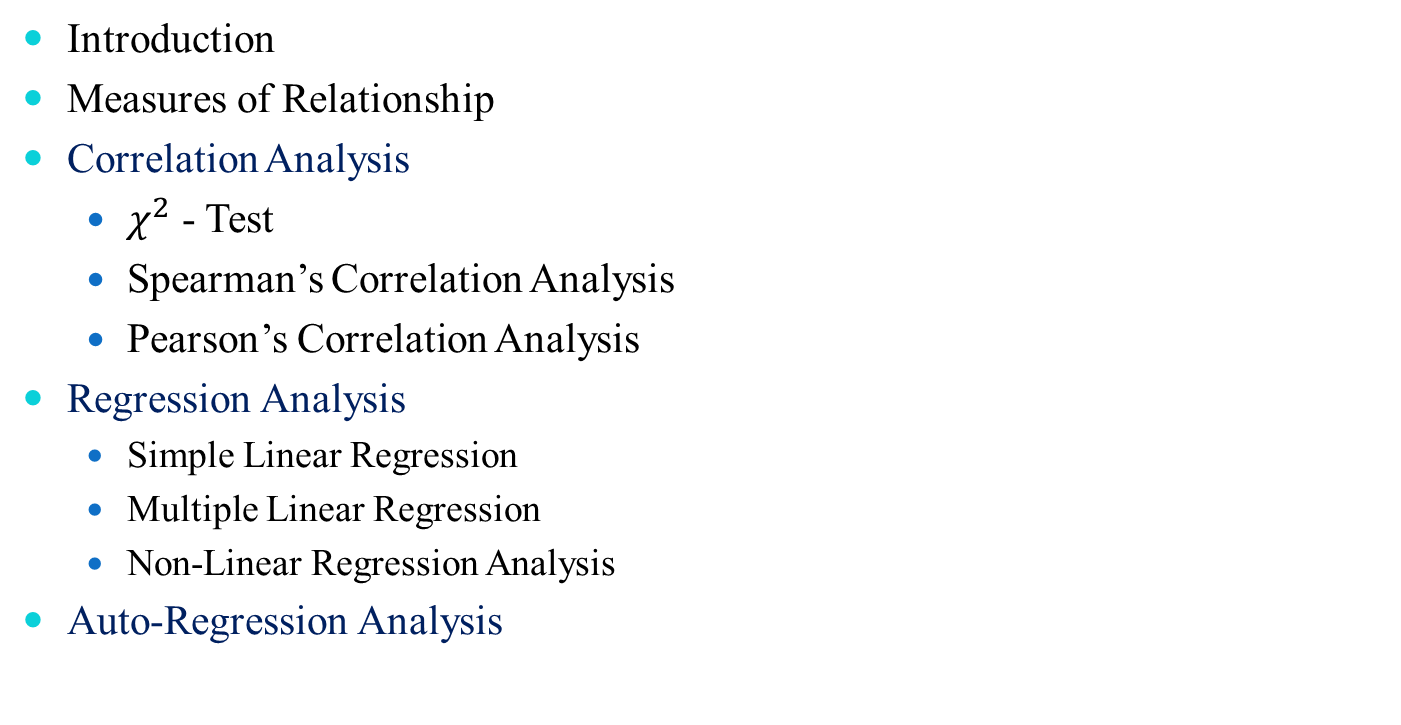 Introduction
Measures of Relationship
Correlation Analysis
𝜒² - Test
Spearman’s Correlation Analysis
Pearson’s Correlation Analysis
Regression Analysis
Simple Linear Regression
Multiple Linear Regression
Non-Linear Regression Analysis
Auto-Regression Analysis